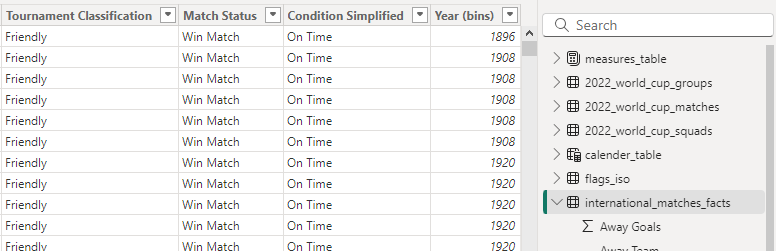 Tournament Classification Match Status Condition Simplified Year (bins)
Friendly Win Match On Time 1896
Friendly Win Match On Time 1908
Friendly Win Match On Time 1908
Friendly Win Match On Time 1908
Friendly Win Match On Time 1908
Friendly Win Match On Time 1908
Friendly Win Match On Time 1920
Friendly Win Match On Time 1920
Friendly Win Match On Time 1920
Friendly Win Match On Time 1920
Search
measures_table
2022_world_cup_groups
2022_world_cup_matches
2022_world_cup_squads
calender_table
flags_iso
international_matches_facts
Σ Away Goals
Away Team